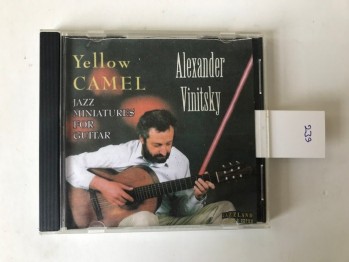 Yellow
CAMEL
JAZZ
MINIATURES
FOR
GUITAR
Alexander
Vinitsky
239